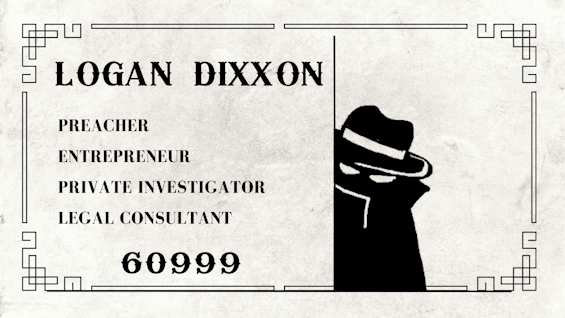 LOGAN DIXXON
PREACHER
ENTREPRENEUR
PRIVATE INVESTIGATOR
LEGAL CONSULTANT
60999